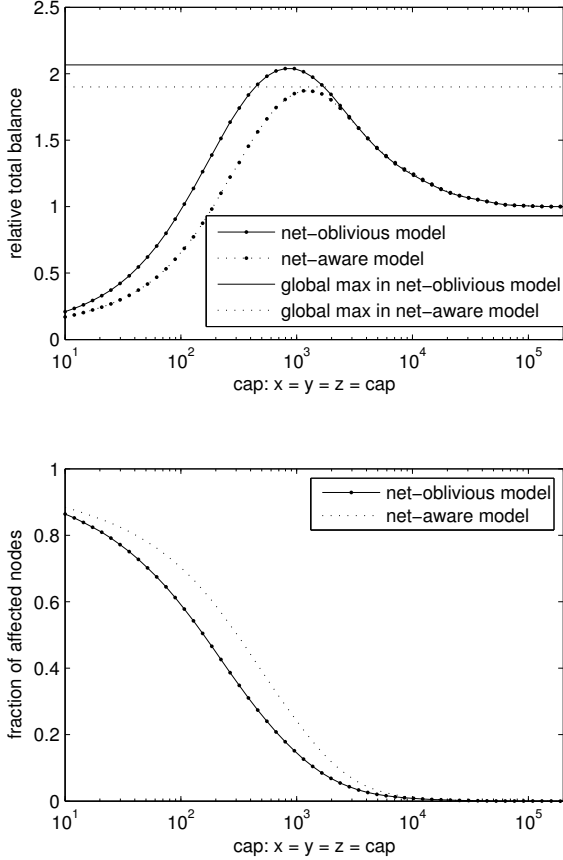 2.5
2
1.5
1
0.5
0
relative total balance
net-oblivious model
net-aware model
global max in net-oblivious model
global max in net-aware model
10^1 10^2 10^3 10^4 10^5
cap: x = y = z = cap
1
0.8
0.6
0.4
0.2
0
fraction of affected nodes
net-oblivious model
net-aware model
10^1 10^2 10^3 10^4 10^5
cap: x = y = z = cap